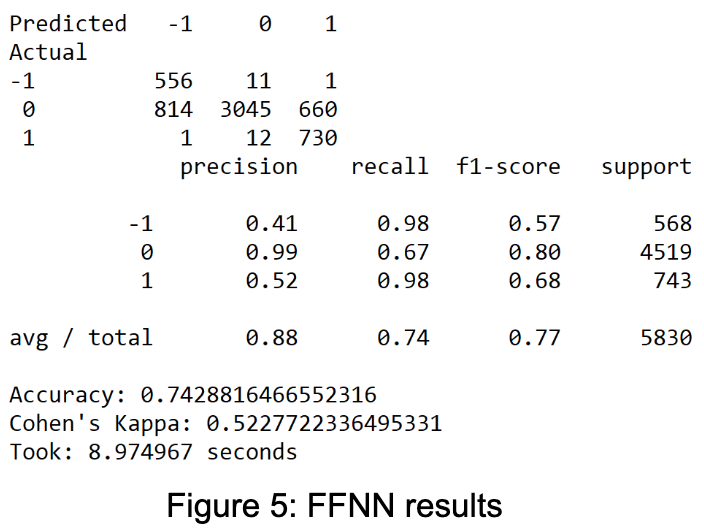 Predicted   -1     0    1
Actual
-1         556    11    1
 0         814  3045  660
 1           1    12  730
             precision    recall  f1-score   support

         -1       0.41      0.98      0.57       568
          0       0.99      0.67      0.80      4519
          1       0.52      0.98      0.68       743

avg / total       0.88      0.74      0.77      5830

Accuracy: 0.7428816466552316
Cohen's Kappa: 0.5227722336495331
Took: 8.974967 seconds
Figure 5: FFNN results